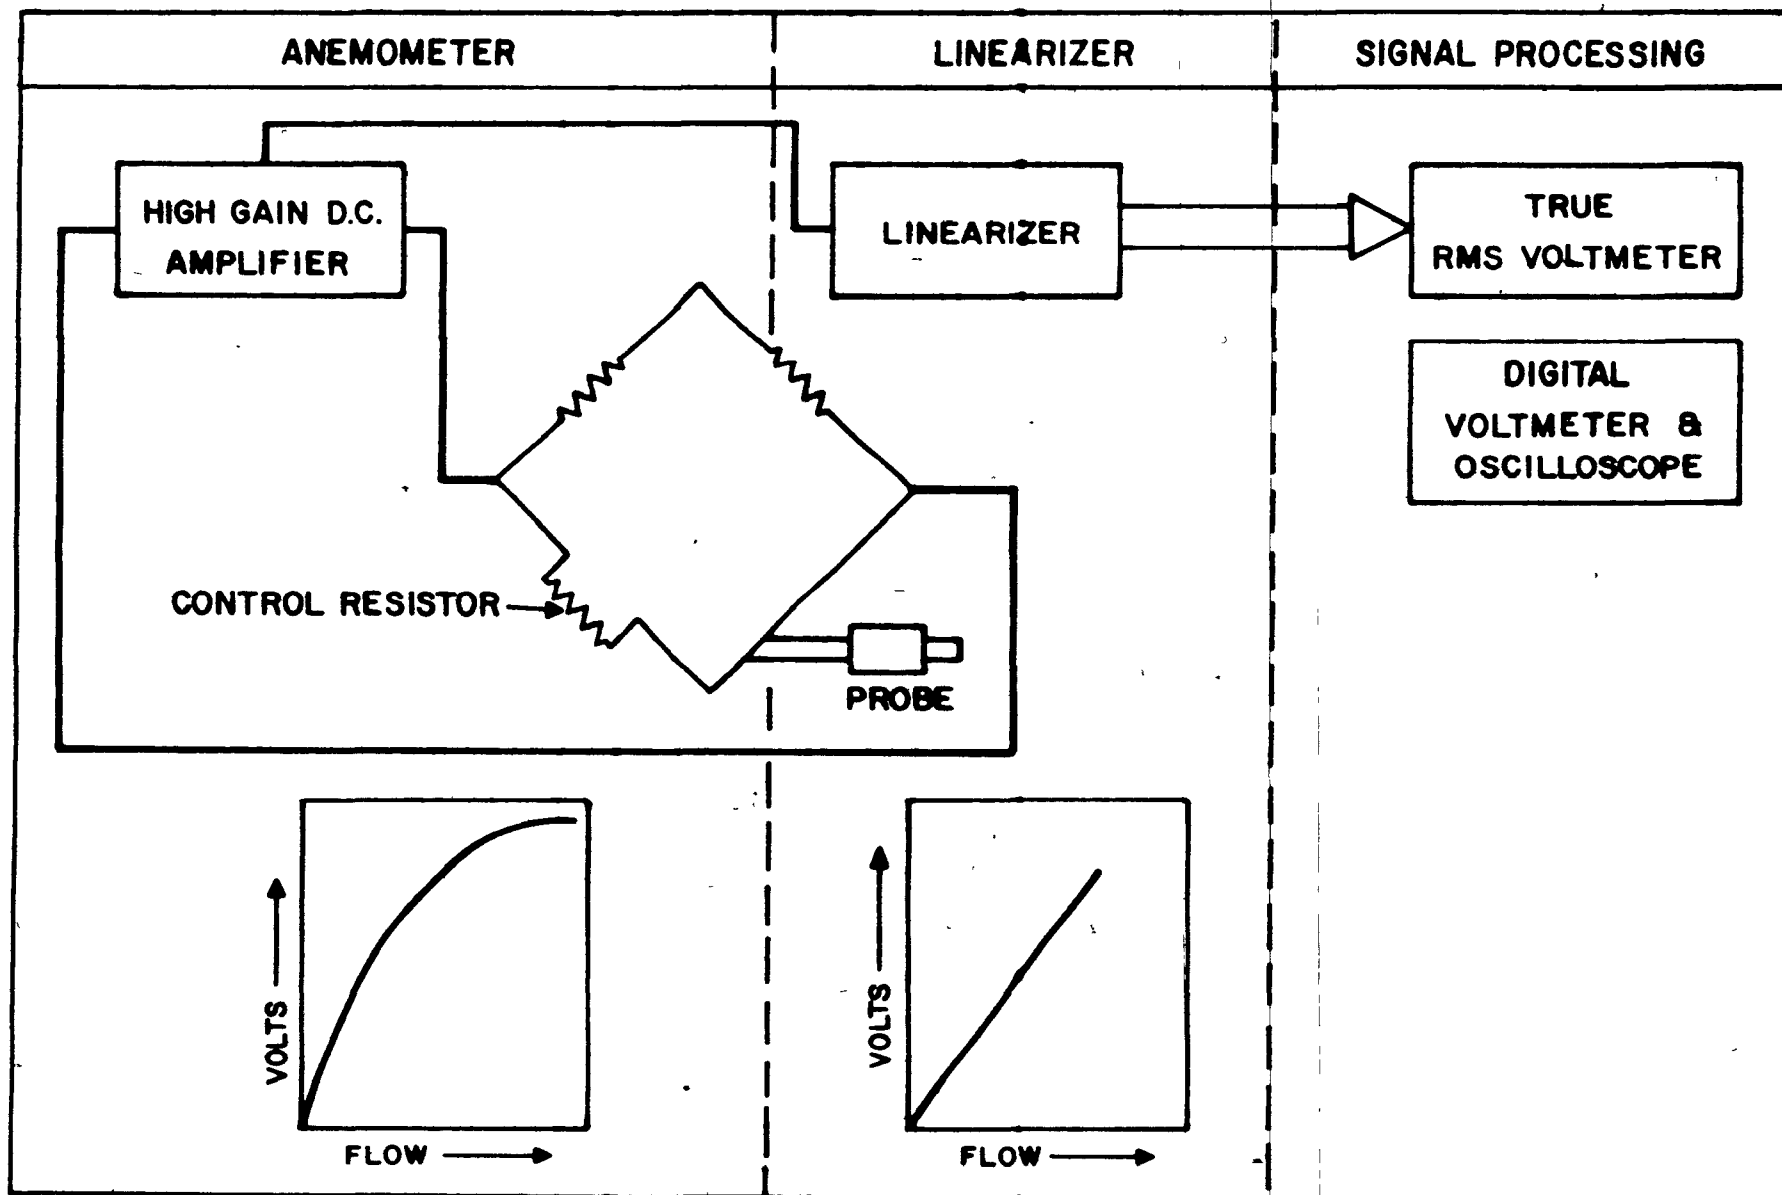 ANEMOMETER
LINEARIZER
SIGNAL PROCESSING
HIGH GAIN D.C.
AMPLIFIER
LINEARIZER
TRUE
RMS VOLTMETER
DIGITAL
VOLTMETER &
OSCILLOSCOPE
CONTROL RESISTOR
PROBE
VOLTS
FLOW
VOLTS
FLOW